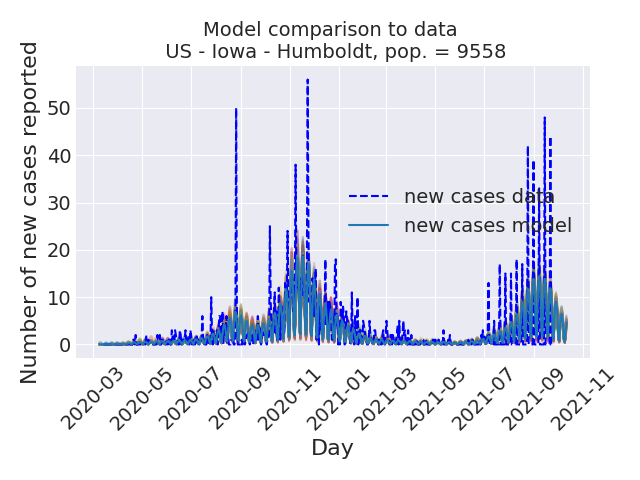 Model comparison to data
US - Iowa - Humboldt, pop. = 9558
Number of new cases reported
50
40
30
20
10
0
new cases data
new cases model
2020-03
2020-05
2020-07
2020-09
2020-11
2021-01
2021-03
2021-05
2021-07
2021-09
2021-11
Day